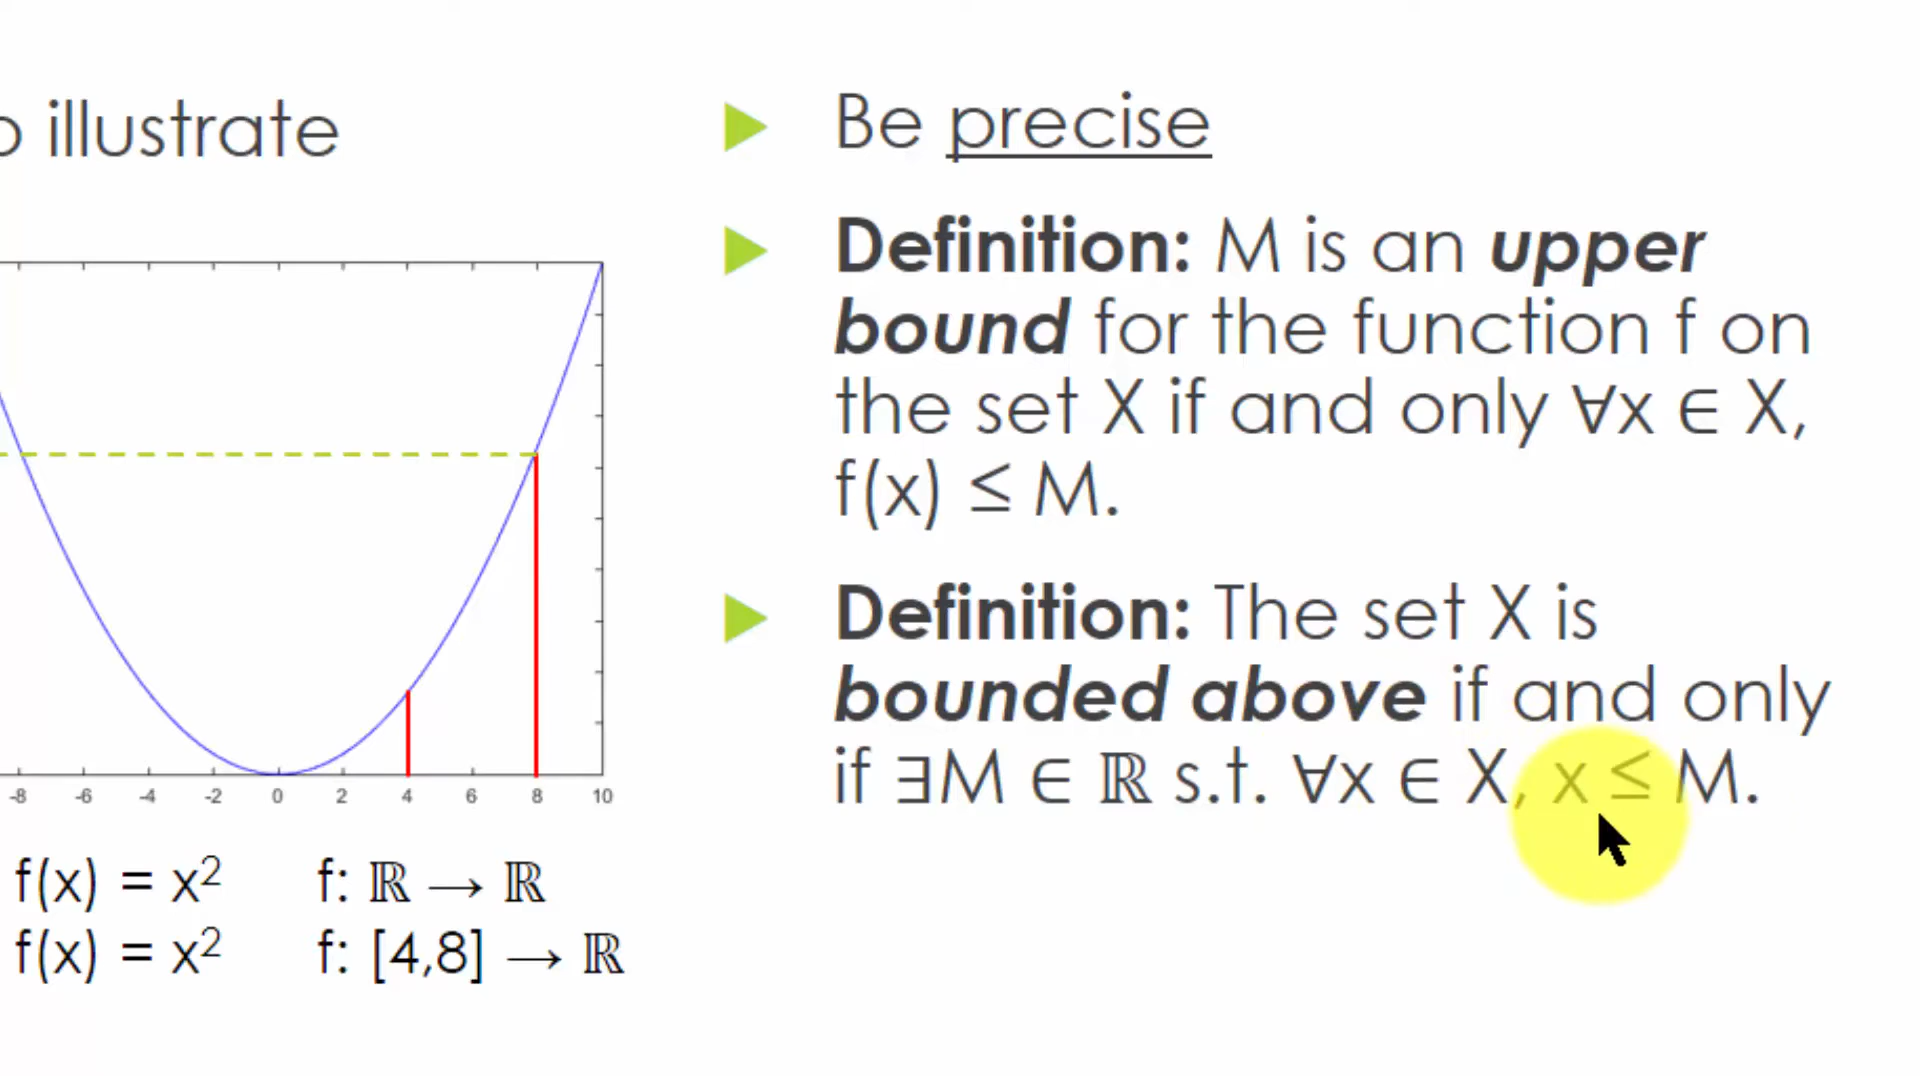 illustrate
-8 -6 -4 -2 0 2 4 6 8 10
f(x) = x² f: ℝ → ℝ
f(x) = x² f: [4,8] → ℝ
Be precise
Definition: M is an upper
bound for the function f on
the set X if and only ∀x ∈ X,
f(x) ≤ M.
Definition: The set X is
bounded above if and only
if ∃M ∈ ℝ s.t. ∀x ∈ X, x ≤ M.